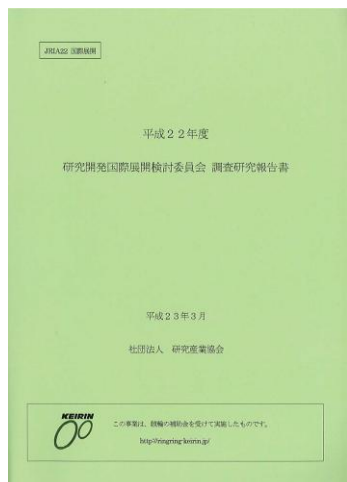 JRIA22 国際展開
平成22年度
研究開発国際展開検討委員会 調査研究報告書
平成23年3月
社団法人 研究産業協会
KEIRIN
この事業は、競輪の補助金を受けて実施したものです。
http://ringring-keirin.jp/